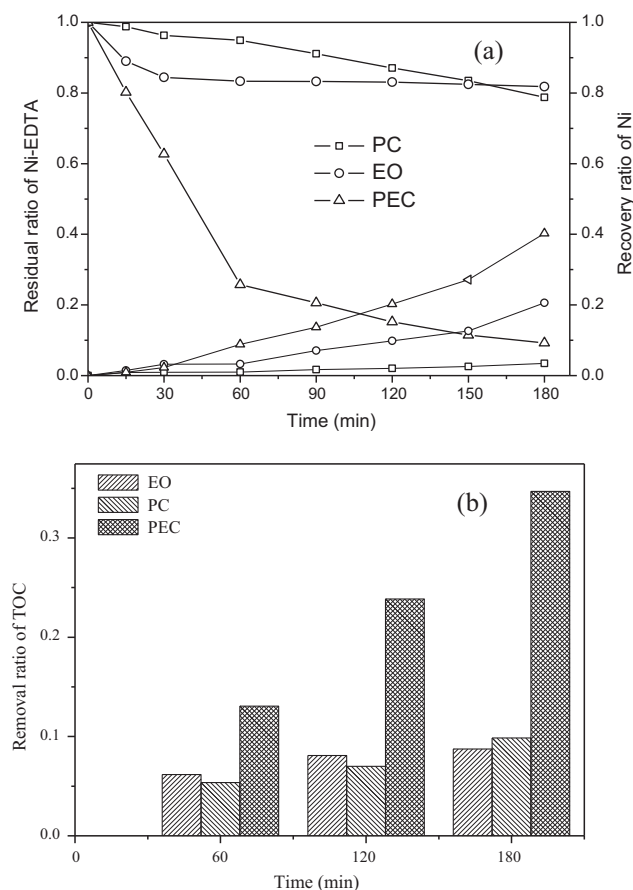 (a)
1.0
0.8
0.6
0.4
0.2
0.0
Residual ratio of Ni-EDTA
PC
EO
PEC
1.0
0.8
0.6
0.4
0.2
0.0
Recovery ratio of Ni
0 30 60 90 120 150 180
Time (min)
(b)
EO
PC
PEC
0.3
0.2
0.1
0.0
Removal ratio of TOC
0 60 120 180
Time (min)